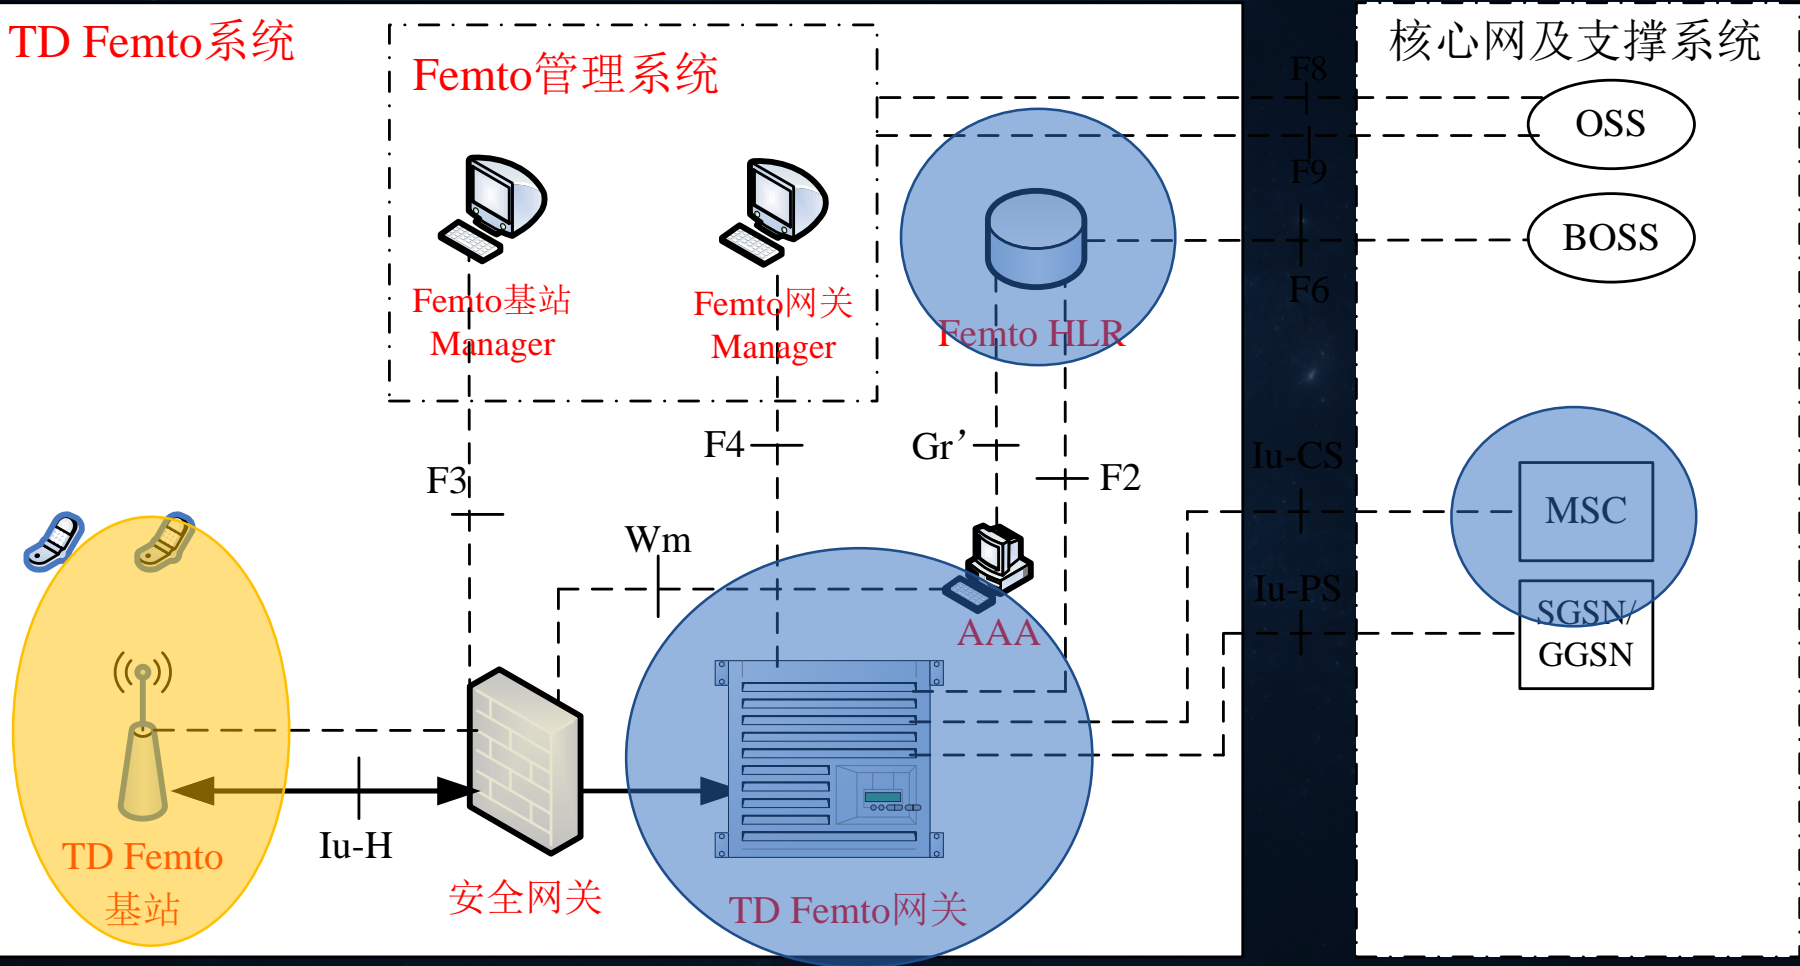 TD Femto系统
Femto管理系统
核心网及支撑系统
F8
OSS
F9
BOSS
F6
Femto基站
Manager
Femto网关
Manager
Femto HLR
F4
Gr’
F3
F2
Iu-CS
MSC
Wm
Iu-PS
SGSN/
GGSN
AAA
Iu-H
TD Femto
基站
安全网关
TD Femto网关